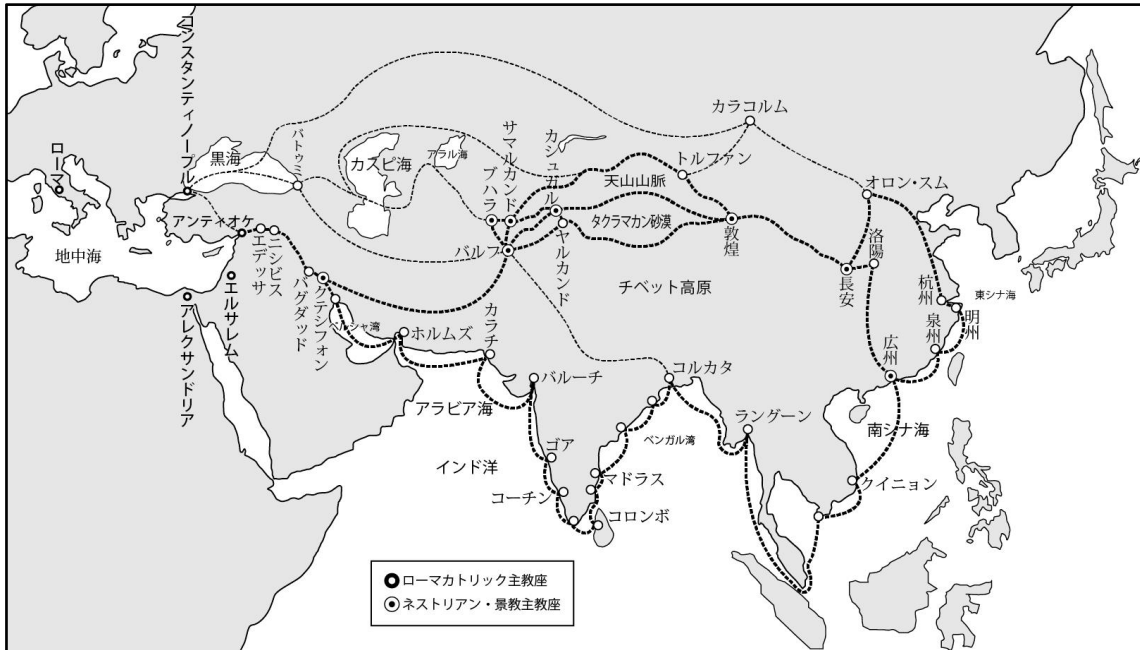 コンスタンティノープル
ローマ
黒海
バトゥミ
カスピ海
アラル海
サマルカンド
ブハラ
カシュガル
カラコルム
トルファン
天山山脈
タクラマカン砂漠
敦煌
オロン・スム
洛陽
長安
アンティオケ
地中海
エデッサ
ニシビス
バルフ
ヤルカンド
チベット高原
杭州
東シナ海
明州
泉州
広州
エルサレム
アレクサンドリア
バグダッド
クテシフォン
ペルシャ湾
ホルムズ
カラチ
バルーチ
コルカタ
ラングーン
南シナ海
アラビア海
ベンガル湾
インド洋
ゴア
マドラス
クイニョン
コーチン
コロンボ
ローマカトリック主教座
ネストリアン・景教主教座